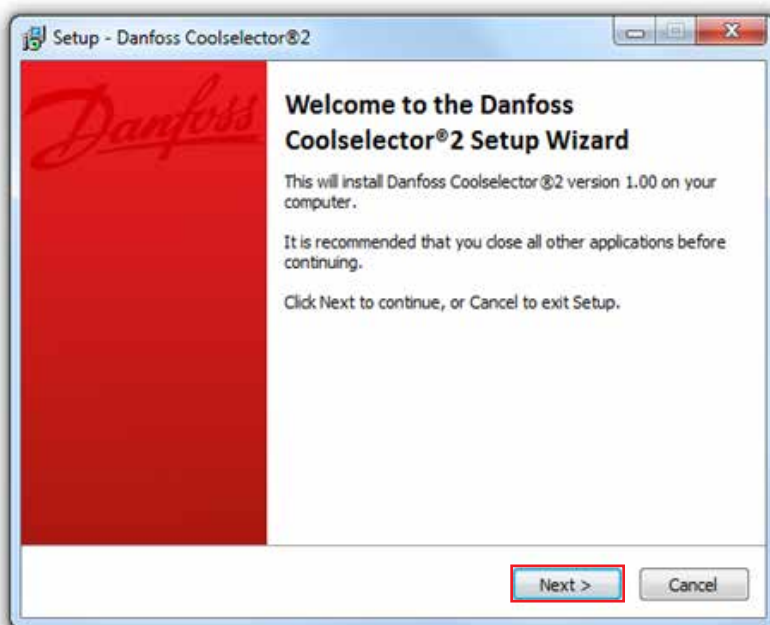 Setup - Danfoss Coolselector®2
Danfoss
Welcome to the Danfoss
Coolselector®2 Setup Wizard
This will install Danfoss Coolselector®2 version 1.00 on your
computer.
It is recommended that you close all other applications before
continuing.
Click Next to continue, or Cancel to exit Setup.
Next >
Cancel